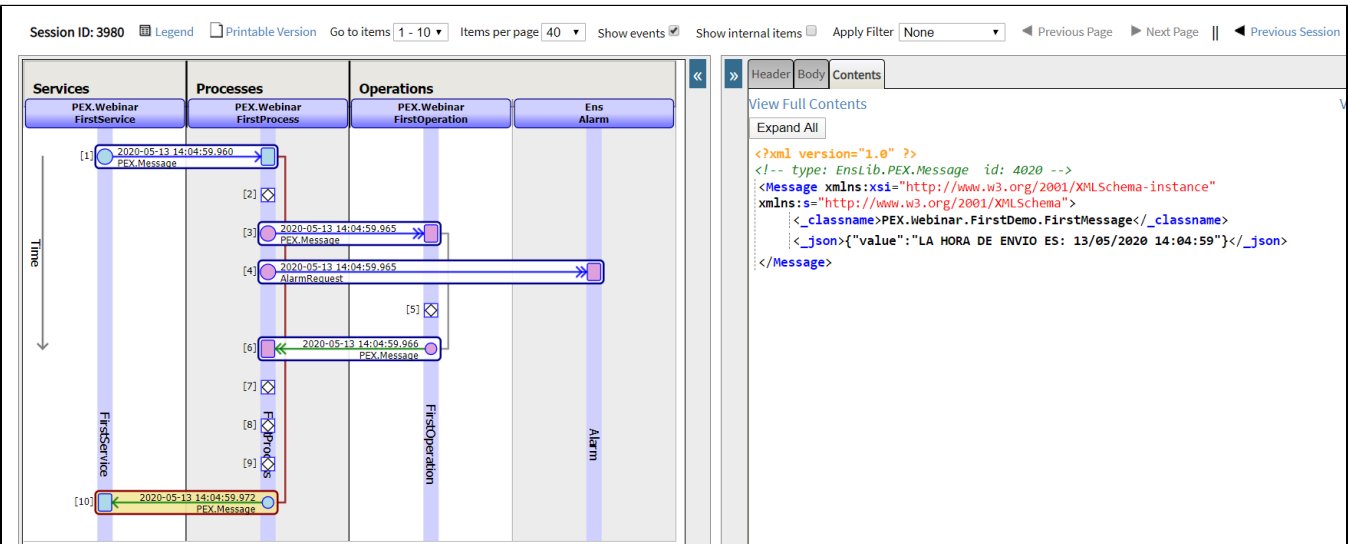 Session ID: 3980 Legend Printable Version Go to items 1 - 10 Items per page 40 Show events Show internal items Apply Filter None Previous Page Next Page || Previous Session
Services Processes Operations
PEX.Webinar FirstService
PEX.Webinar FirstProcess
PEX.Webinar FirstOperation
Ens Alarm
Time
[1] 2020-05-13 14:04:59.960
PEX.Message
[2]
[3] 2020-05-13 14:04:59.965
PEX.Message
[4] 2020-05-13 14:04:59.965
AlarmRequest
[5]
[6] 2020-05-13 14:04:59.966
PEX.Message
[7]
[8]
[9]
FirstService
FirstOperation
Alarm
[10] 2020-05-13 14:04:59.972
PEX.Message
« »
Header Body Contents
View Full Contents
Expand All
<?xml version="1.0" ?>
<!-- type: EnsLib.PEX.Message id: 4020 -->
<Message xmlns:xsi="http://www.w3.org/2001/XMLSchema-instance"
xmlns:s="http://www.w3.org/2001/XMLSchema">
<_classname>PEX.Webinar.FirstDemo.FirstMessage</_classname>
<_json>{"value":"LA HORA DE ENVIO ES: 13/05/2020 14:04:59"}</_json>
</Message>